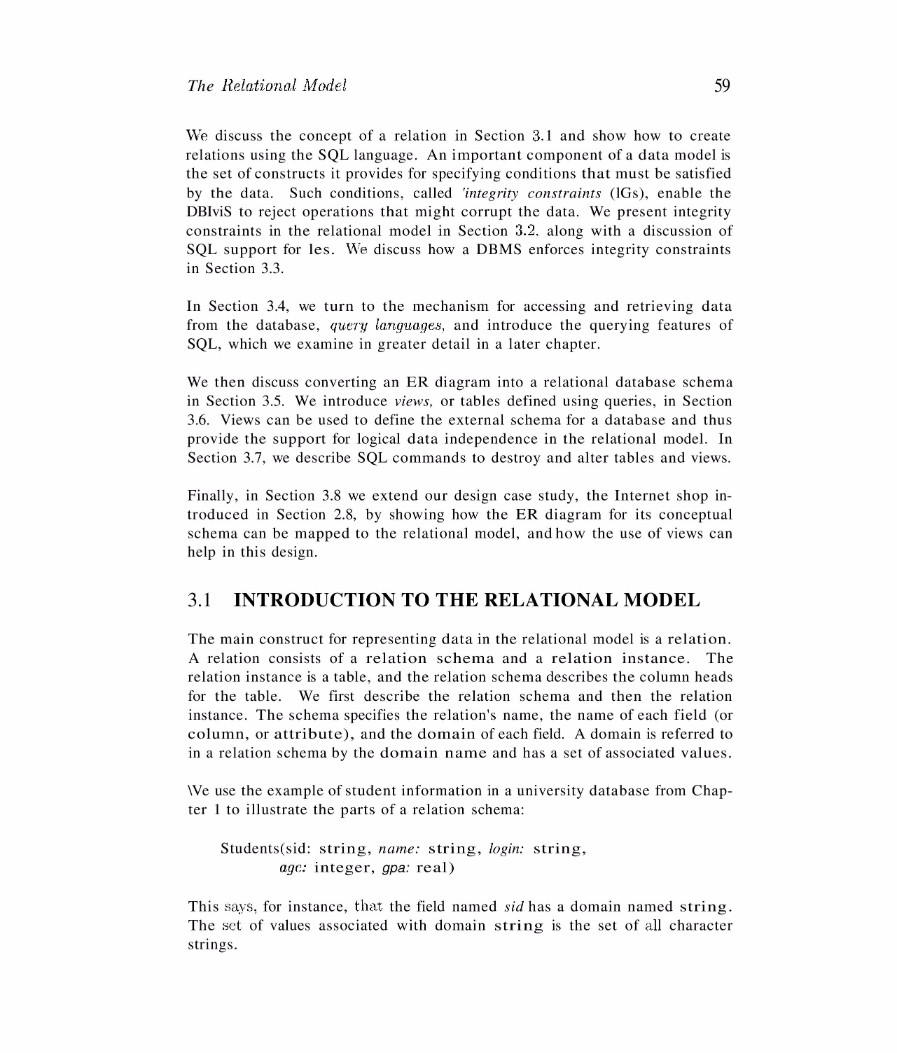 The Relational Model 59
We discuss the concept of a relation in Section 3.1 and show how to create
relations using the SQL language. An important component of a data model is
the set of constructs it provides for specifying conditions that must be satisfied
by the data. Such conditions, called 'integrity constraints (IGs), enable the
DBIviS to reject operations that might corrupt the data. We present integrity
constraints in the relational model in Section 3.2, along with a discussion of
SQL support for les. We discuss how a DBMS enforces integrity constraints
in Section 3.3.
In Section 3.4, we turn to the mechanism for accessing and retrieving data
from the database, query languages, and introduce the querying features of
SQL, which we examine in greater detail in a later chapter.
We then discuss converting an ER diagram into a relational database schema
in Section 3.5. We introduce views, or tables defined using queries, in Section
3.6. Views can be used to define the external schema for a database and thus
provide the support for logical data independence in the relational model. In
Section 3.7, we describe SQL commands to destroy and alter tables and views.
Finally, in Section 3.8 we extend our design case study, the Internet shop in-
troduced in Section 2.8, by showing how the ER diagram for its conceptual
schema can be mapped to the relational model, and how the use of views can
help in this design.
3.1 INTRODUCTION TO THE RELATIONAL MODEL
The main construct for representing data in the relational model is a relation.
A relation consists of a relation schema and a relation instance. The
relation instance is a table, and the relation schema describes the column heads
for the table. We first describe the relation schema and then the relation
instance. The schema specifies the relation's name, the name of each field (or
column, or attribute), and the domain of each field. A domain is referred to
in a relation schema by the domain name and has a set of associated values.
\Ve use the example of student information in a university database from Chap-
ter 1 to illustrate the parts of a relation schema:
Students(sid: string, name: string, login: string,
age: integer, gpa: real)
This says, for instance, that the field named sid has a domain named string.
The set of values associated with domain string is the set of all character
strings.